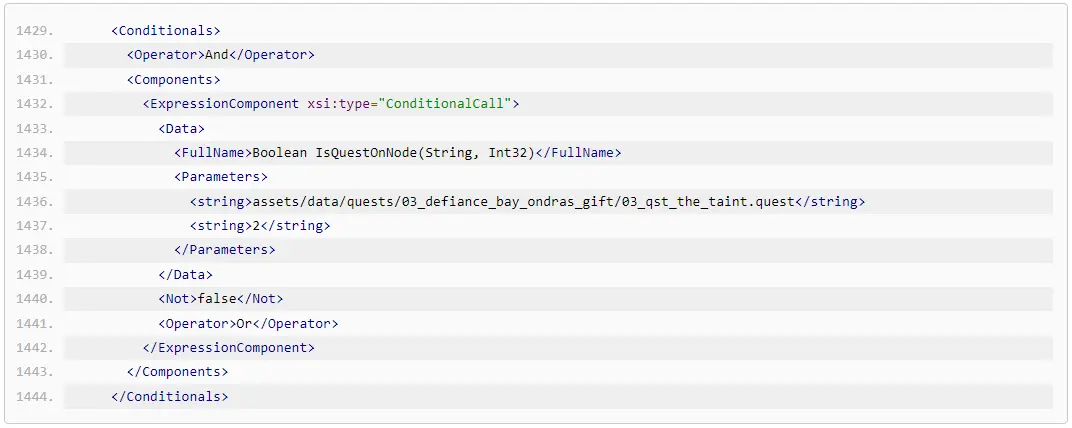 1429. <Conditionals>
1430. <Operator>And</Operator>
1431. <Components>
1432. <ExpressionComponent xsi:type="ConditionalCall">
1433. <Data>
1434. <FullName>Boolean IsQuestOnNode(String, Int32)</FullName>
1435. <Parameters>
1436. <string>assets/data/quests/03_defiance_bay_ondras_gift/03_qst_the_taint.quest</string>
1437. <string>2</string>
1438. </Parameters>
1439. </Data>
1440. <Not>false</Not>
1441. <Operator>Or</Operator>
1442. </ExpressionComponent>
1443. </Components>
1444. </Conditionals>